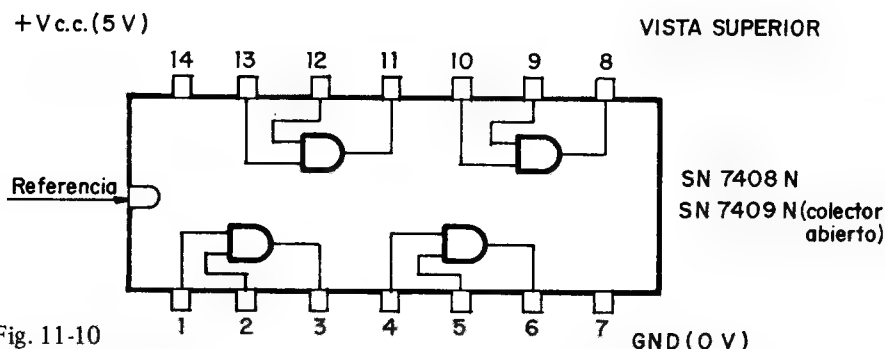 +Vc.c.(5 V)
VISTA SUPERIOR
14 13 12 11 10 9 8
Referencia
SN 7408 N
SN 7409 N (colector
abierto)
1 2 3 4 5 6 7
Fig. 11-10
GND (0 V)